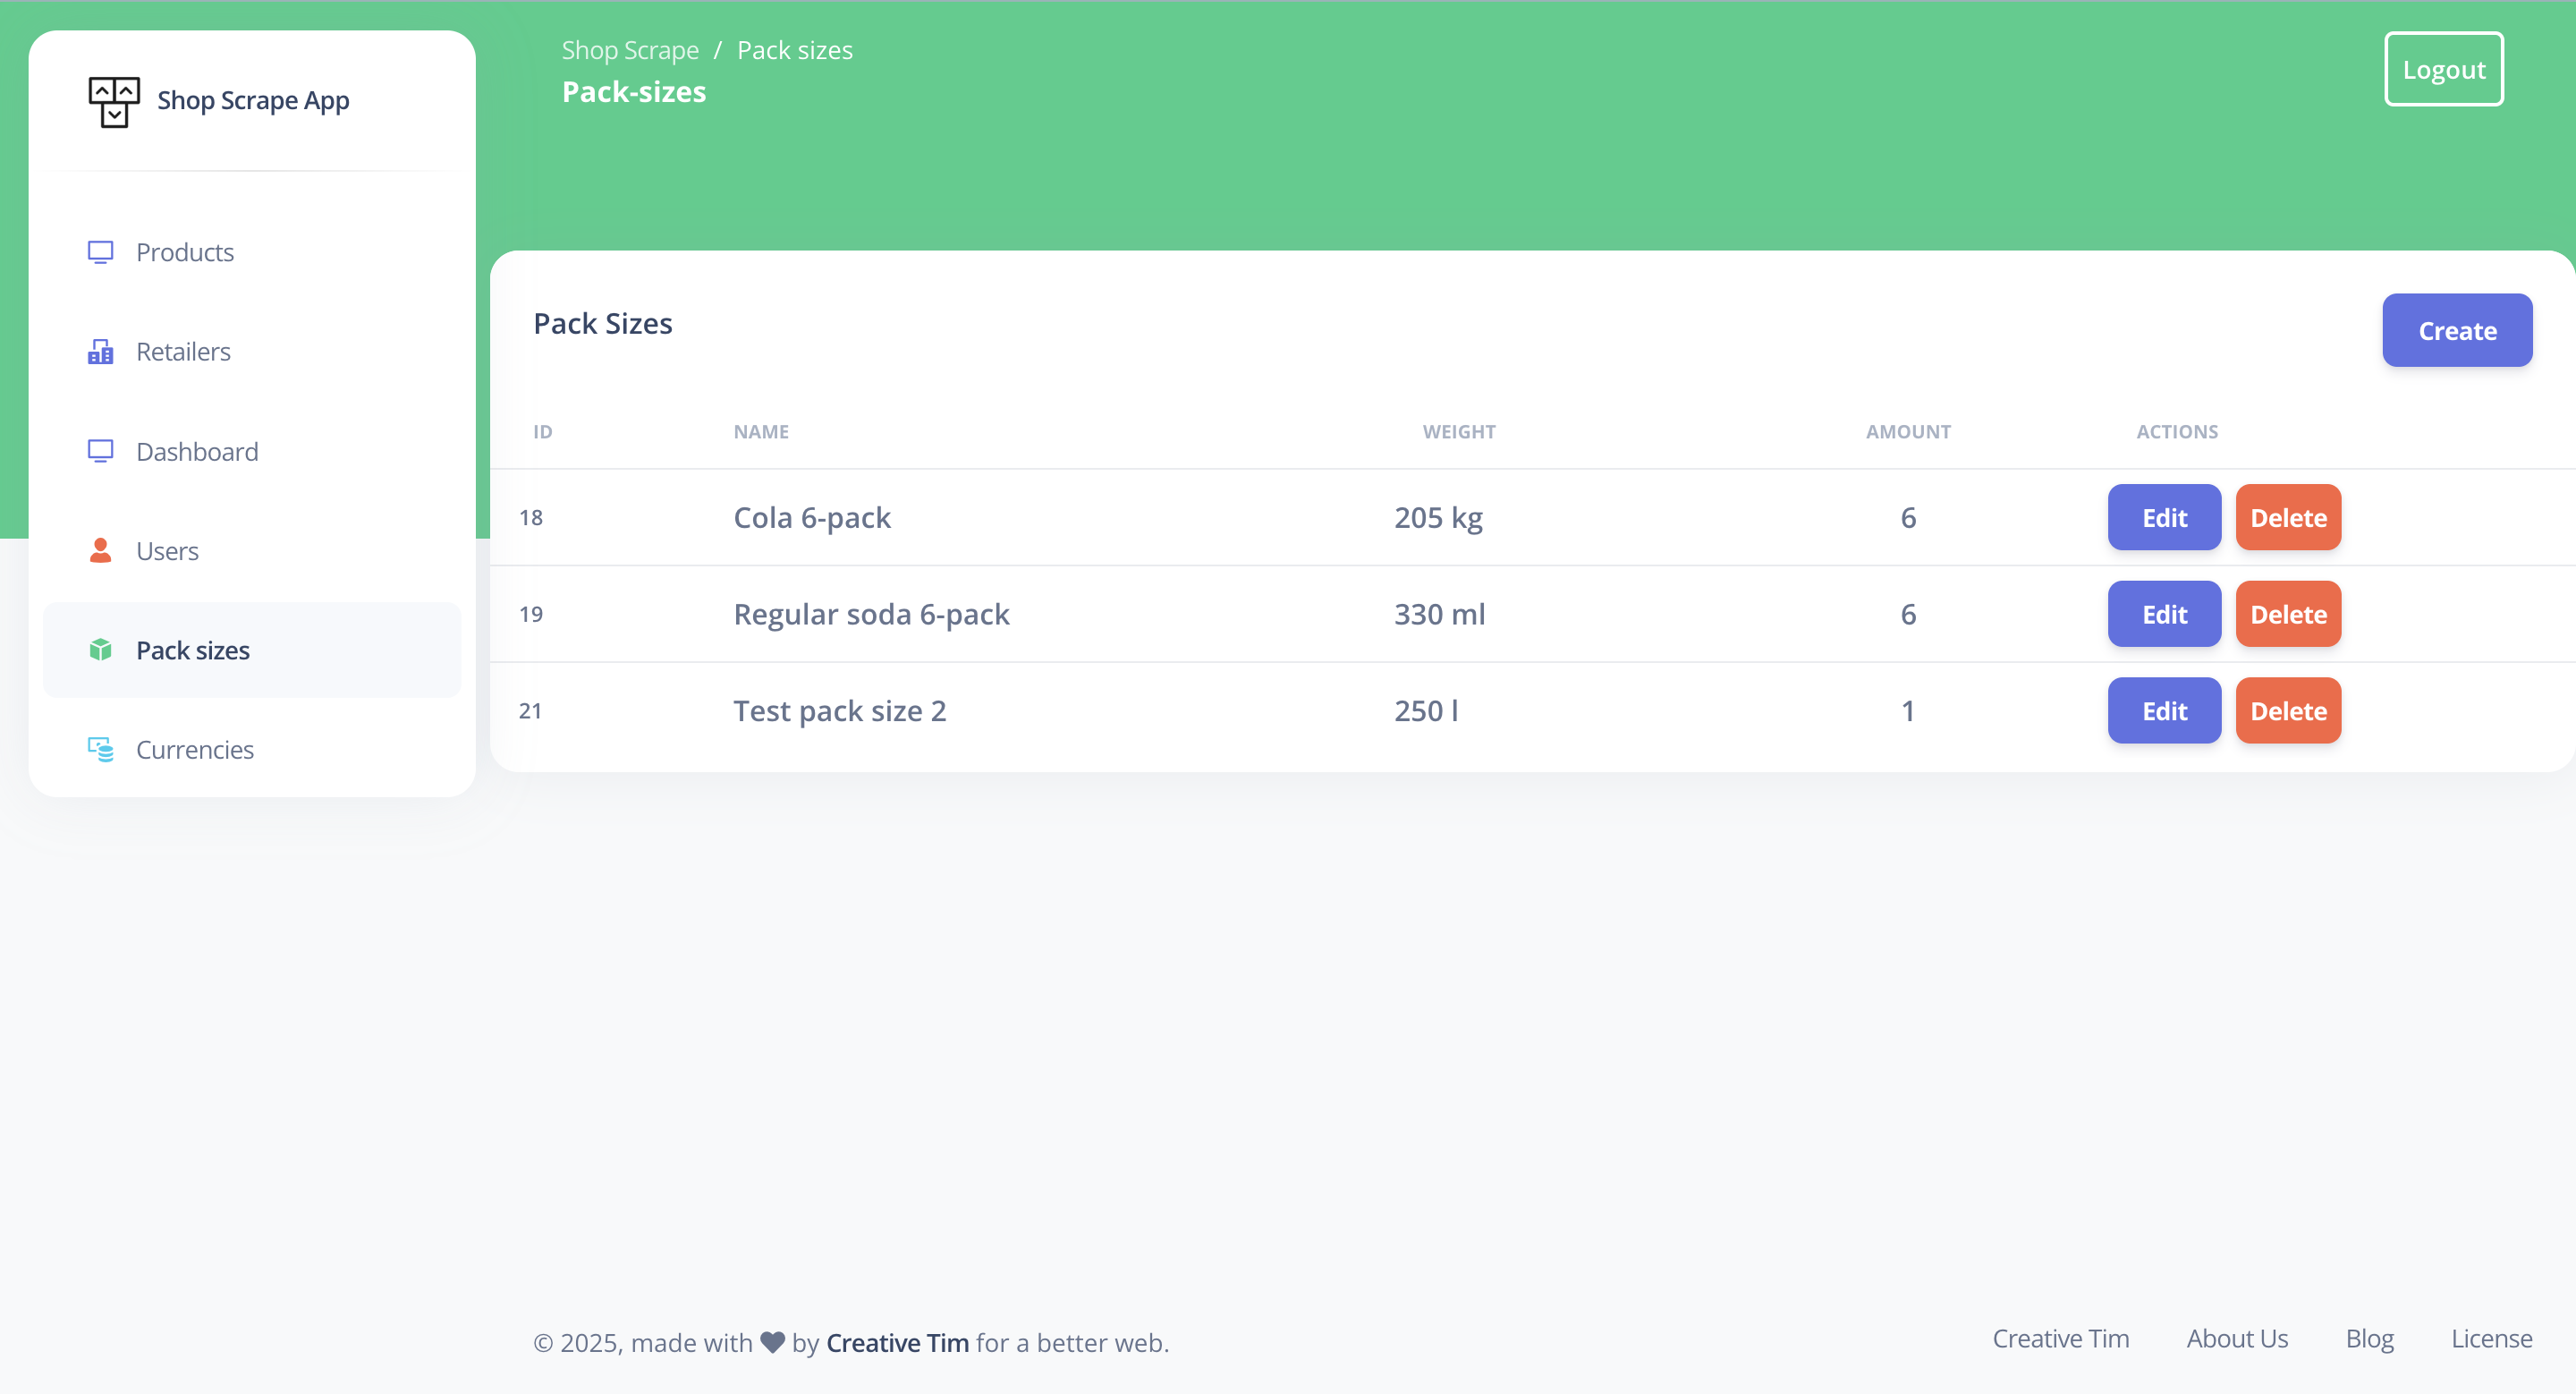 Shop Scrape App
Products
Retailers
Dashboard
Users
Pack sizes
Currencies
Shop Scrape / Pack sizes
Pack-sizes
Logout
Pack Sizes
Create
ID NAME WEIGHT AMOUNT ACTIONS
18 Cola 6-pack 205 kg 6 Edit Delete
19 Regular soda 6-pack 330 ml 6 Edit Delete
21 Test pack size 2 250 l 1 Edit Delete
© 2025, made with by Creative Tim for a better web.
Creative Tim About Us Blog License